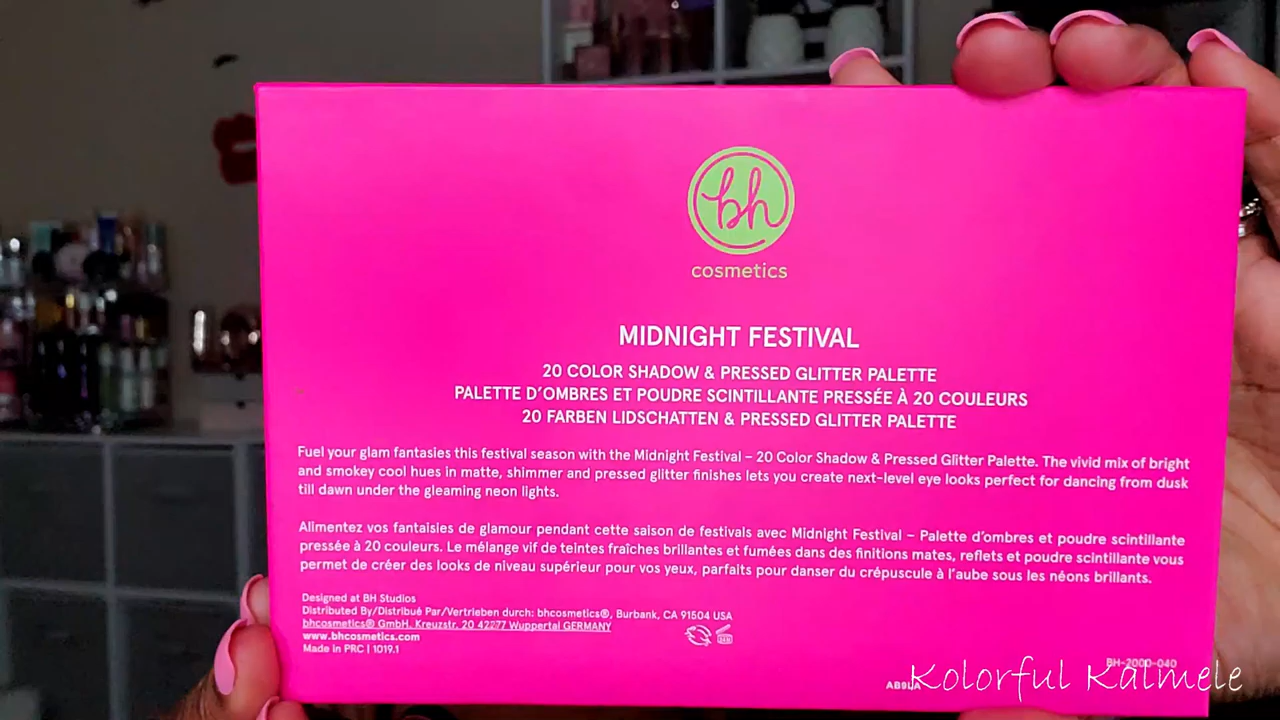 bh
cosmetics
MIDNIGHT FESTIVAL
20 COLOR SHADOW & PRESSED GLITTER PALETTE
PALETTE D'OMBRES ET POUDRE SCINTILLANTE PRESSÉE À 20 COULEURS
20 FARBEN LIDSCHATTEN & PRESSED GLITTER PALETTE
Fuel your glam fantasies this festival season with the Midnight Festival – 20 Color Shadow & Pressed Glitter Palette. The vivid mix of bright
and smokey cool hues in matte, shimmer and pressed glitter finishes lets you create next-level eye looks perfect for dancing from dusk
till dawn under the gleaming neon lights.
Alimentez vos fantaisies de glamour pendant cette saison de festivals avec Midnight Festival – Palette d'ombres et poudre scintillante
pressée à 20 couleurs. Le mélange vif de teintes fraîches brillantes et fumées dans des finitions mates, reflets et poudre scintillante vous
permet de créer des looks de niveau supérieur pour vos yeux, parfaits pour danser du crépuscule à l'aube sous les néons brillants.
Designed at BH Studios
Distributed By/Distribué Par/Vertrieben durch: bhcosmetics®, Burbank, CA 91504 USA
bhcosmetics® GmbH. Kreuzstr. 20 42277 Wuppertal GERMANY
www.bhcosmetics.com
Made in PRC | 1019.1
BH-2000-040
Kolorful Kalmele